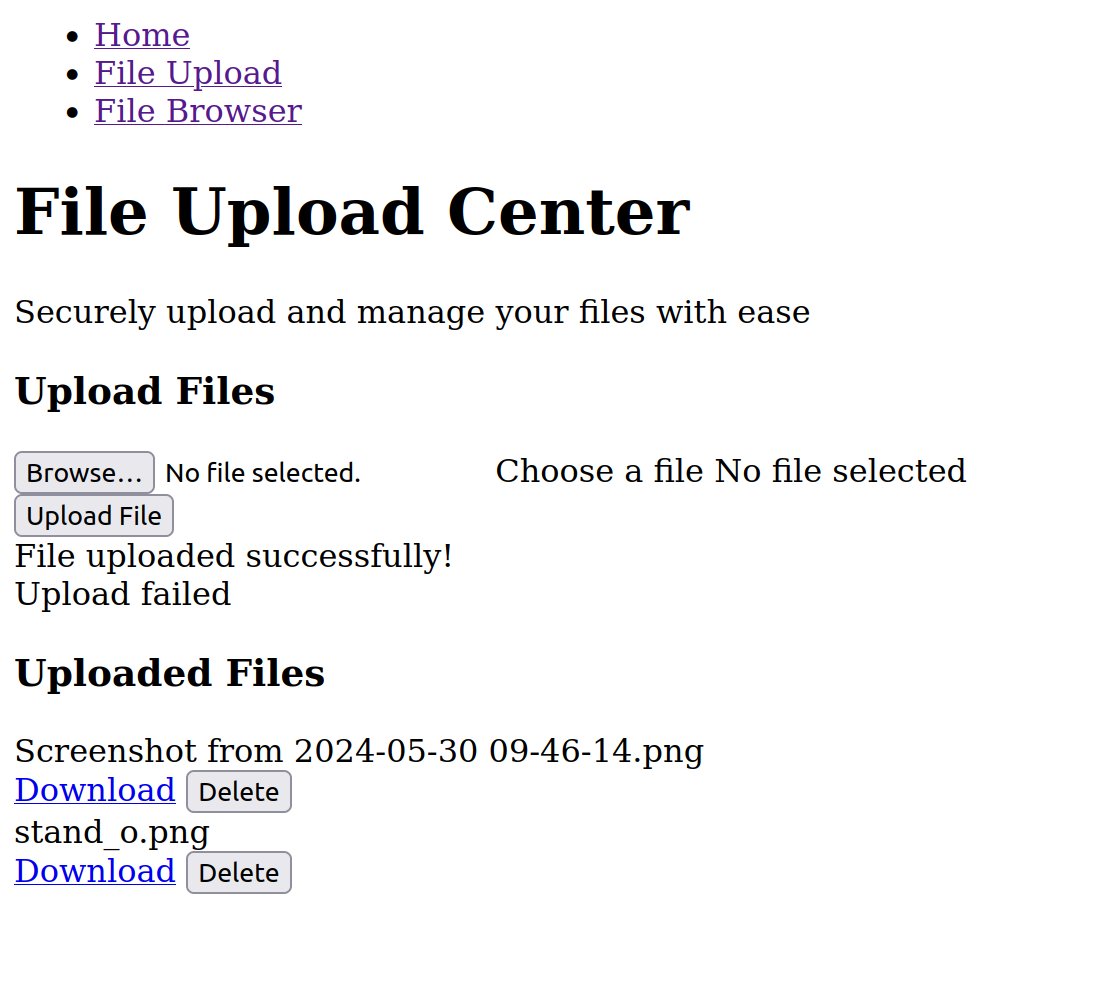 Home
File Upload
File Browser
File Upload Center
Securely upload and manage your files with ease
Upload Files
Browse... No file selected. Choose a file No file selected
Upload File
File uploaded successfully!
Upload failed
Uploaded Files
Screenshot from 2024-05-30 09-46-14.png
Download Delete
stand_o.png
Download Delete